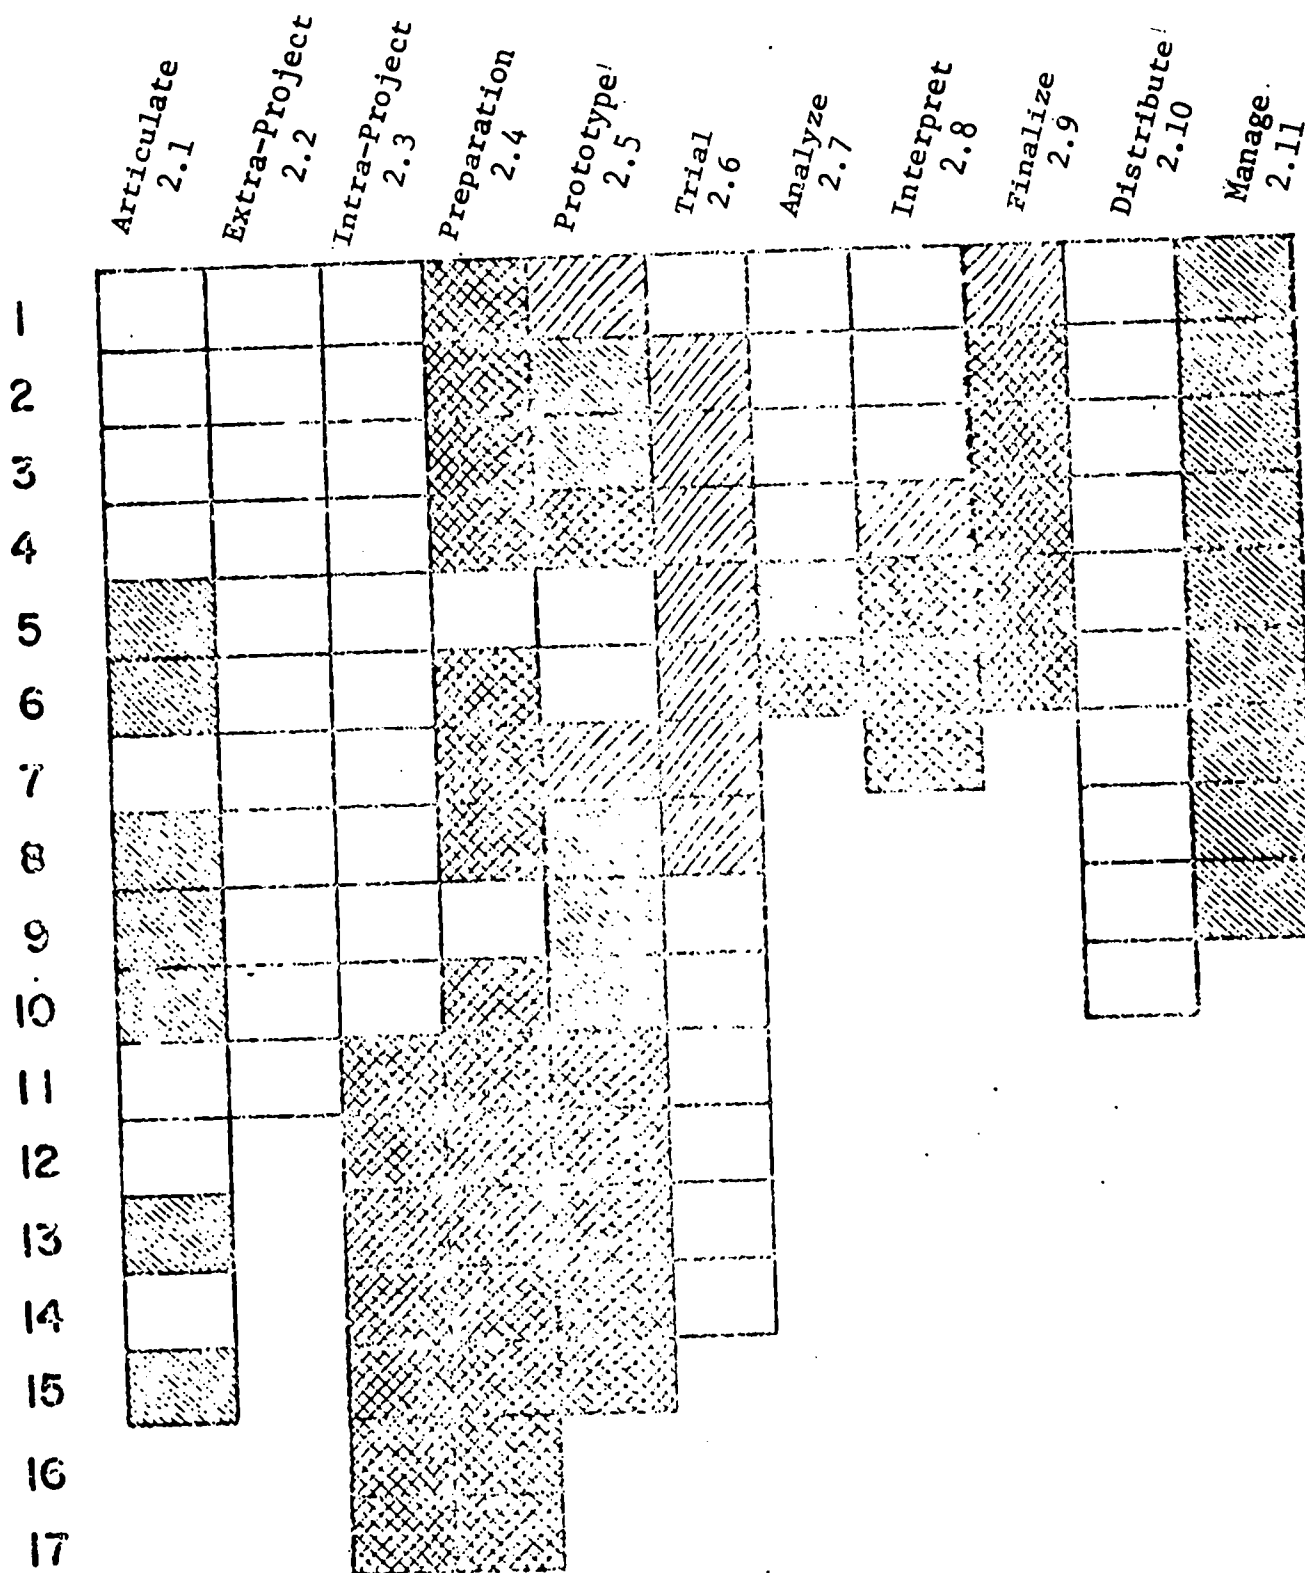 Articulate
2.1
Extra-Project
2.2
Intra-Project
2.3
Preparation
2.4
Prototype
2.5
Trial
2.6
Analyze
2.7
Interpret
2.8
Finalize
2.9
Distribute
2.10
Manage
2.11
1
2
3
4
5
6
7
8
9
10
11
12
13
14
15
16
17